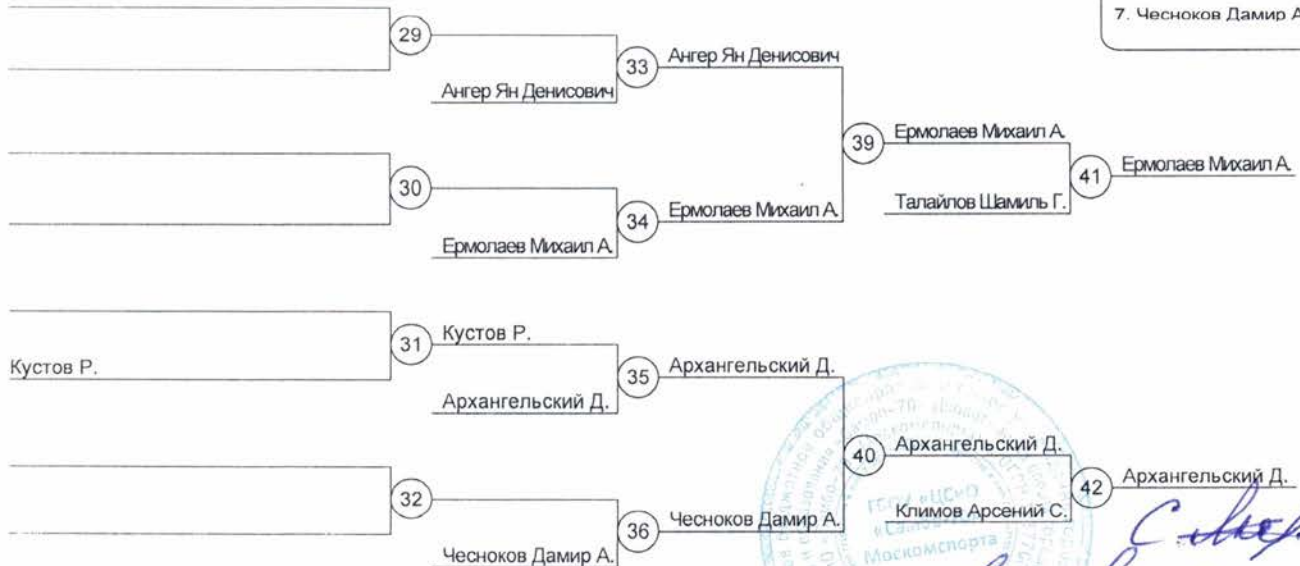 7. Чесноков Дамир А
29
33
Ангер Ян Денисович
Ангер Ян Денисович
39
Ермолаев Михаил А.
30
41
Ермолаев Михаил А.
34
Ермолаев Михаил А.
Талайлов Шамиль Г.
Ермолаев Михаил А.
31
Кустов Р.
Кустов Р.
35
Архангельский Д.
Архангельский Д.
40
Архангельский Д.
32
42
Архангельский Д.
36
Чесноков Дамир А.
Климов Арсений С.
Чесноков Дамир А.
Москомспорта